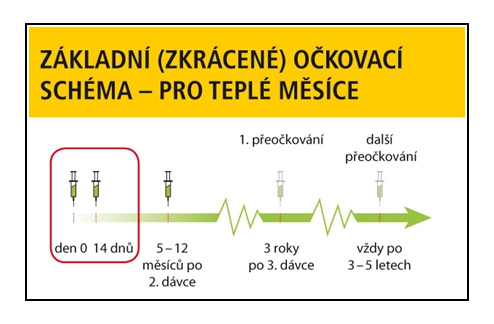 ZÁKLADNÍ (ZKRÁCENÉ) OČKOVACÍ
SCHÉMA – PRO TEPLÉ MĚSÍCE
1. přeočkování
další
přeočkování
den 0
14 dnů
5 – 12
měsíců po
2. dávce
3 roky
po 3. dávce
vždy po
3 – 5 letech